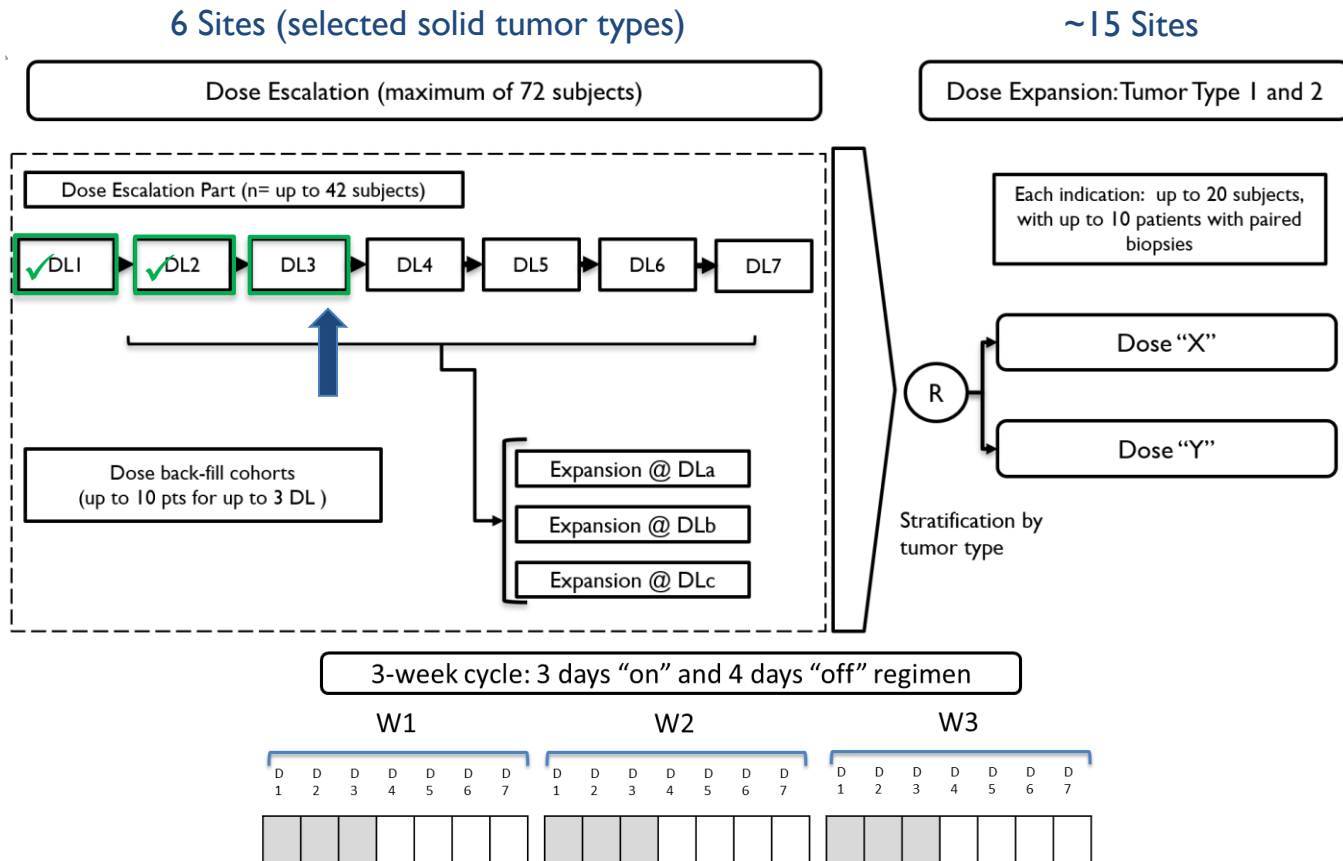 6 Sites (selected solid tumor types)
~15 Sites
Dose Escalation (maximum of 72 subjects)
Dose Expansion: Tumor Type 1 and 2
Dose Escalation Part (n= up to 42 subjects)
Each indication: up to 20 subjects,
with up to 10 patients with paired
biopsies
DL1
DL2
DL3
DL4
DL5
DL6
DL7
Dose "X"
R
Dose "Y"
Dose back-fill cohorts
(up to 10 pts for up to 3 DL )
Expansion @ DLa
Expansion @ DLb
Expansion @ DLc
Stratification by
tumor type
3-week cycle: 3 days "on" and 4 days "off" regimen
W1 W2 W3
D D D D D D D D D D D D D D D D D D D D D
1 2 3 4 5 6 7 1 2 3 4 5 6 7 1 2 3 4 5 6 7